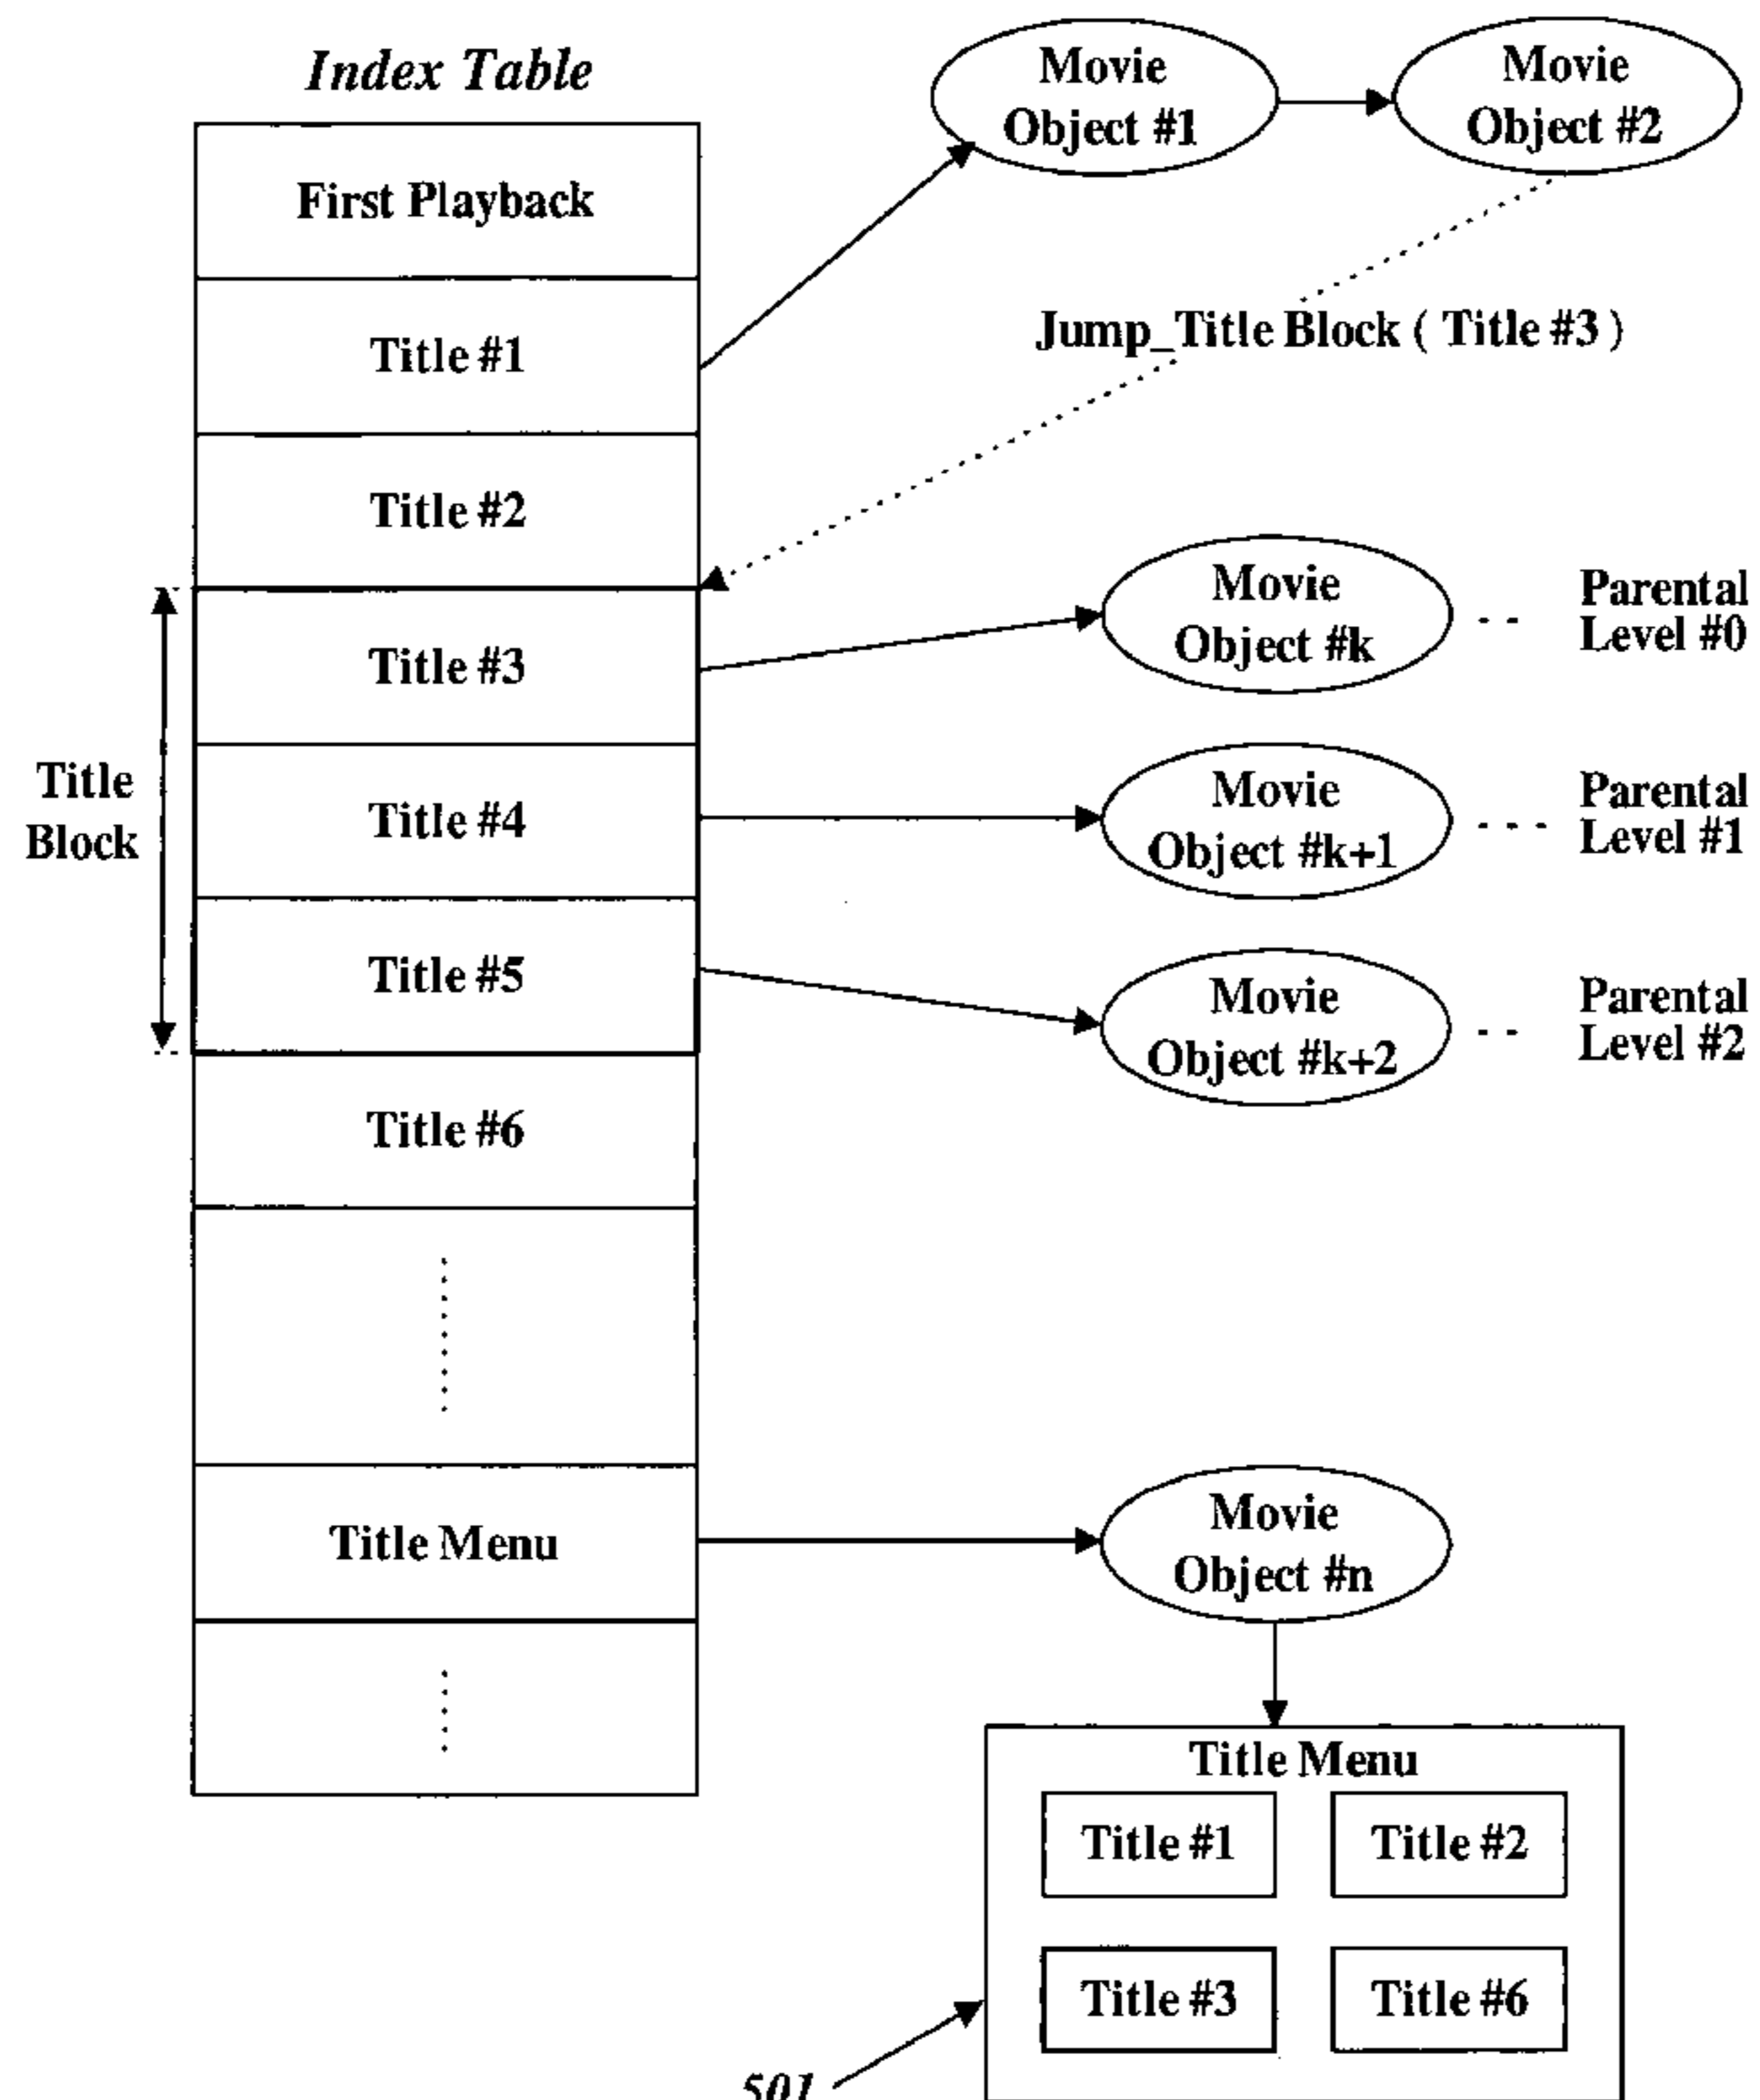 Index Table
First Playback
Title #1
Title #2
Title #3
Title #4
Title #5
Title #6
Title Menu
Title
Block
Movie
Object #1
Movie
Object #2
Jump_Title Block ( Title #3 )
Movie
Object #k
Parental
Level #0
Movie
Object #k+1
Parental
Level #1
Movie
Object #k+2
Parental
Level #2
Movie
Object #n
Title Menu
Title #1
Title #2
Title #3
Title #6
501